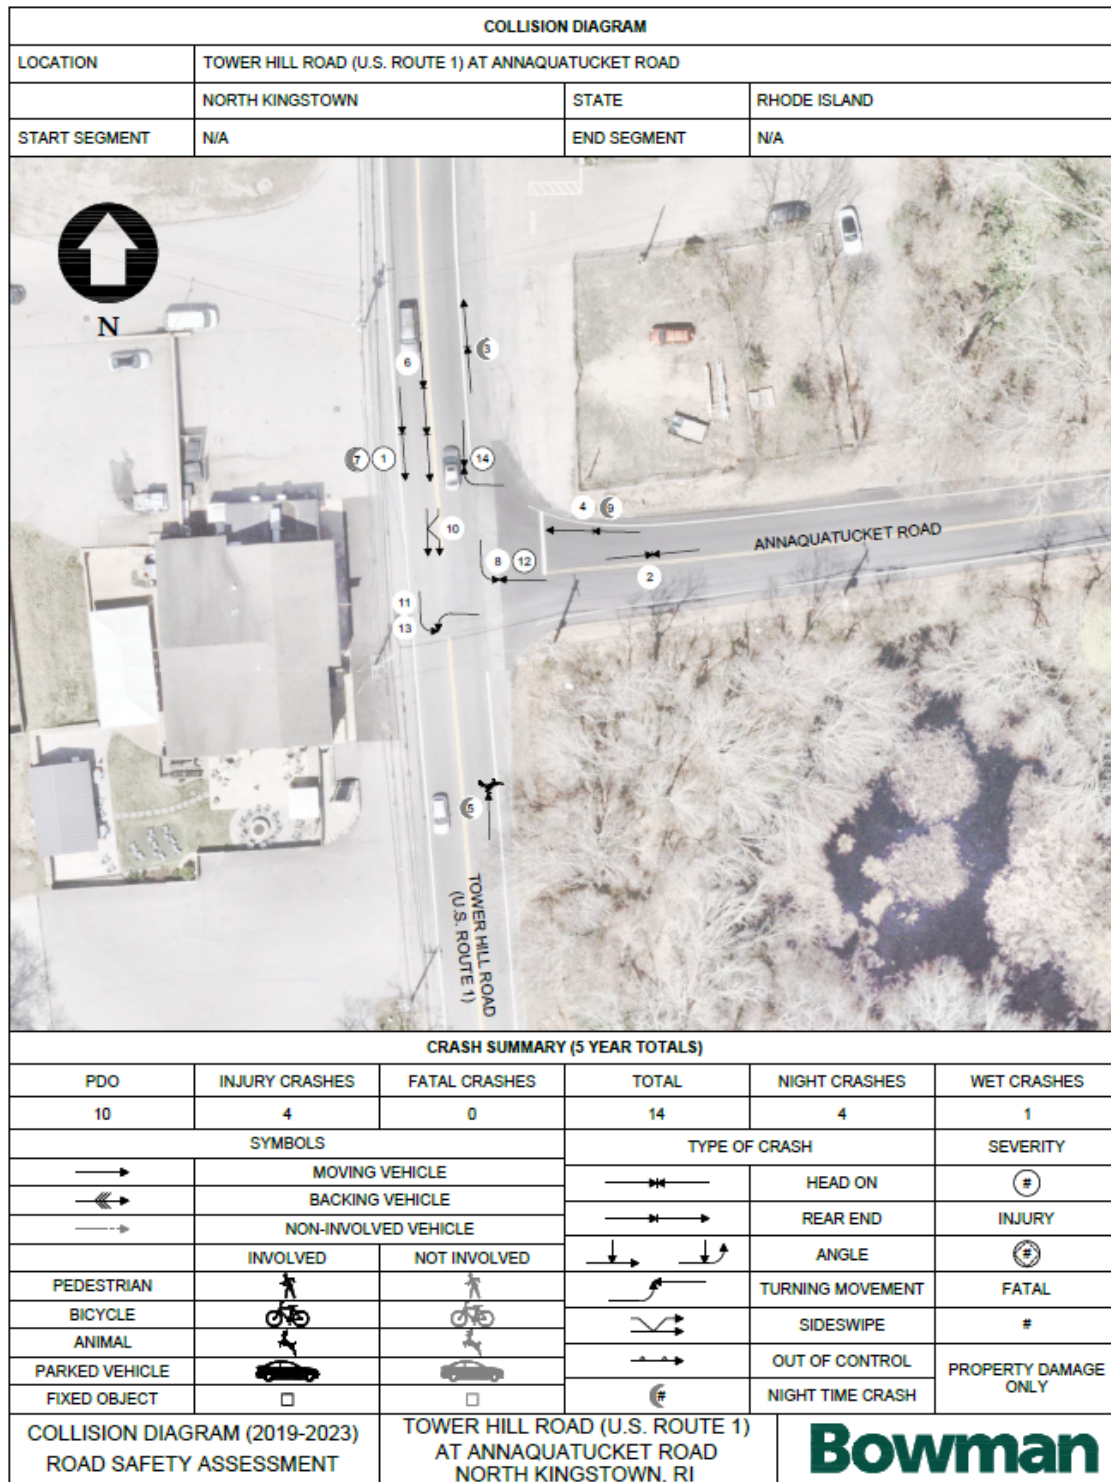 COLLISION DIAGRAM
LOCATION TOWER HILL ROAD (U.S. ROUTE 1) AT ANNAQUATUCKET ROAD
NORTH KINGSTOWN STATE RHODE ISLAND
START SEGMENT N/A END SEGMENT N/A
N
3
6
7 1 14
4 9
10
ANNAQUATUCKET ROAD
8 12
2
11
13
5
TOWER HILL ROAD
(U.S. ROUTE 1)
CRASH SUMMARY (5 YEAR TOTALS)
PDO INJURY CRASHES FATAL CRASHES TOTAL NIGHT CRASHES WET CRASHES
10 4 0 14 4 1
SYMBOLS TYPE OF CRASH SEVERITY
MOVING VEHICLE HEAD ON #
BACKING VEHICLE REAR END INJURY
NON-INVOLVED VEHICLE
INVOLVED NOT INVOLVED ANGLE #
PEDESTRIAN TURNING MOVEMENT FATAL
BICYCLE SIDESWIPE #
ANIMAL OUT OF CONTROL PROPERTY DAMAGE
PARKED VEHICLE ONLY
FIXED OBJECT # NIGHT TIME CRASH
COLLISION DIAGRAM (2019-2023)
ROAD SAFETY ASSESSMENT
TOWER HILL ROAD (U.S. ROUTE 1)
AT ANNAQUATUCKET ROAD
NORTH KINGSTOWN, RI
Bowman